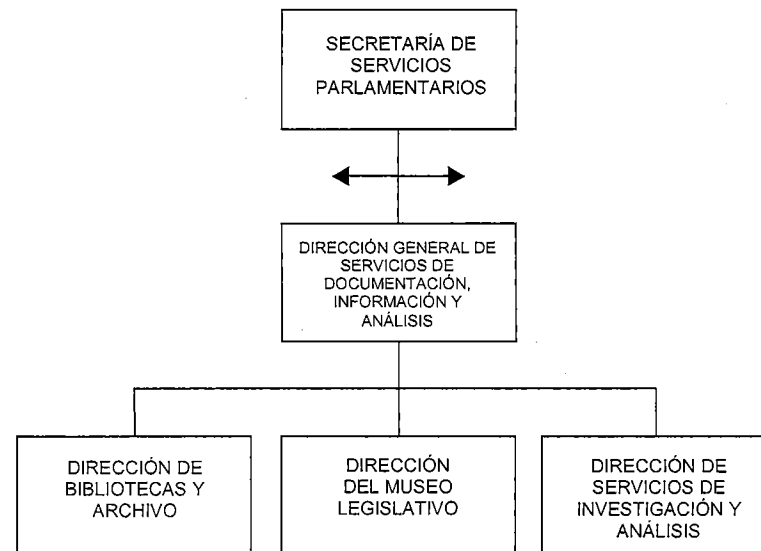 SECRETARÍA DE
SERVICIOS
PARLAMENTARIOS
DIRECCIÓN GENERAL DE
SERVICIOS DE
DOCUMENTACIÓN,
INFORMACIÓN Y
ANÁLISIS
DIRECCIÓN DE
BIBLIOTECAS Y
ARCHIVO
DIRECCIÓN
DEL MUSEO
LEGISLATIVO
DIRECCIÓN DE
SERVICIOS DE
INVESTIGACIÓN Y
ANÁLISIS